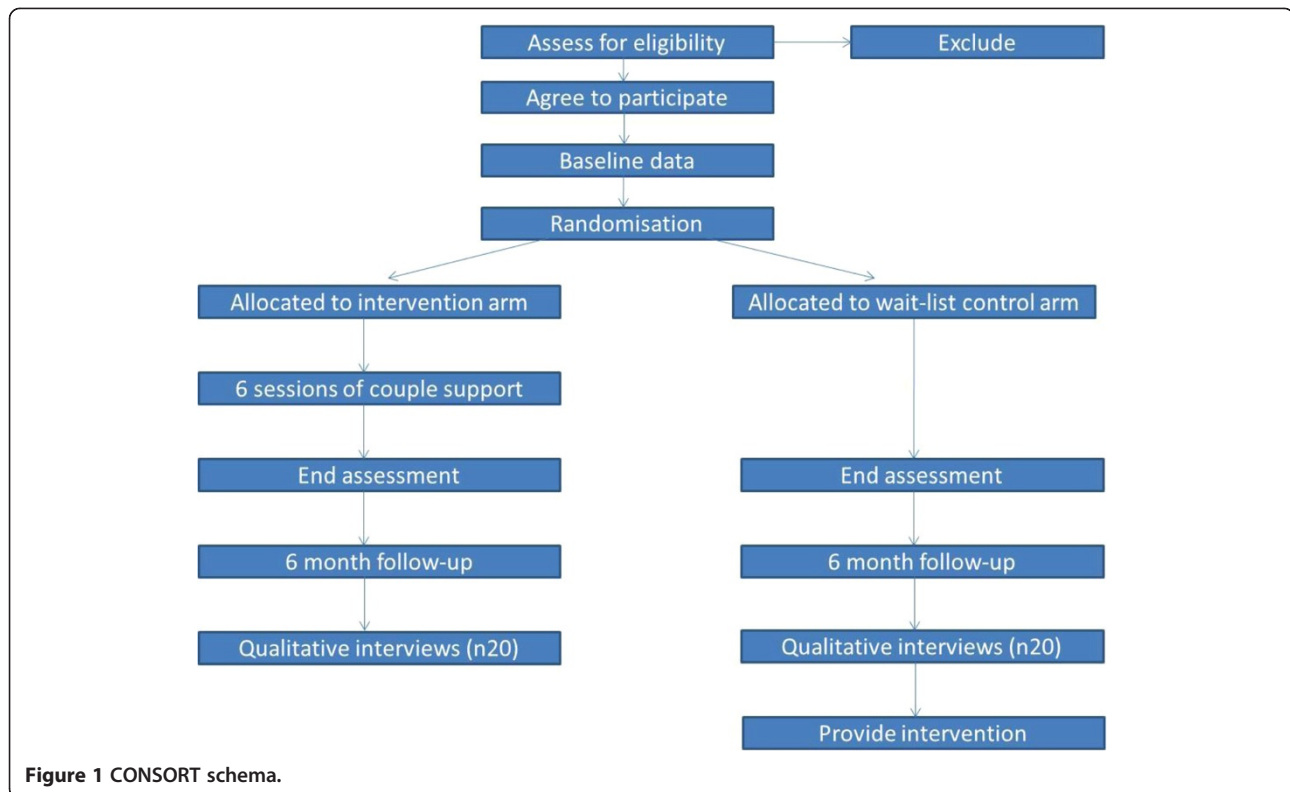 Assess for eligibility
Exclude
Agree to participate
Baseline data
Randomisation
Allocated to intervention arm
Allocated to wait-list control arm
6 sessions of couple support
End assessment
End assessment
6 month follow-up
6 month follow-up
Qualitative interviews (n20)
Qualitative interviews (n20)
Provide intervention
Figure 1 CONSORT schema.